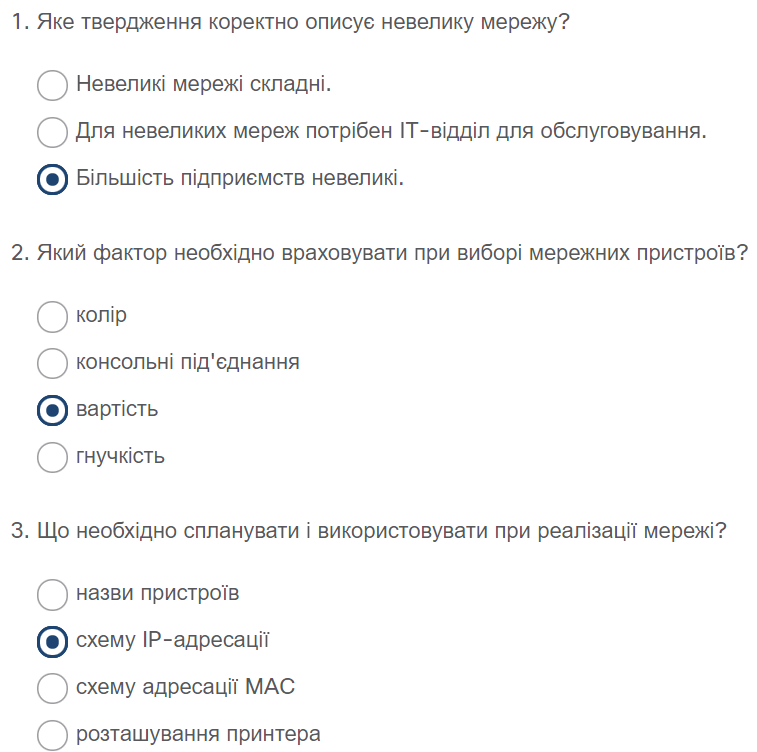 1. Яке твердження коректно описує невелику мережу?
Невеликі мережі складні.
Для невеликих мереж потрібен ІТ-відділ для обслуговування.
Більшість підприємств невеликі.
2. Який фактор необхідно враховувати при виборі мережних пристроїв?
колір
консольні під'єднання
вартість
гнучкість
3. Що необхідно спланувати і використовувати при реалізації мережі?
назви пристроїв
схему IP-адресації
схему адресації MAC
розташування принтера